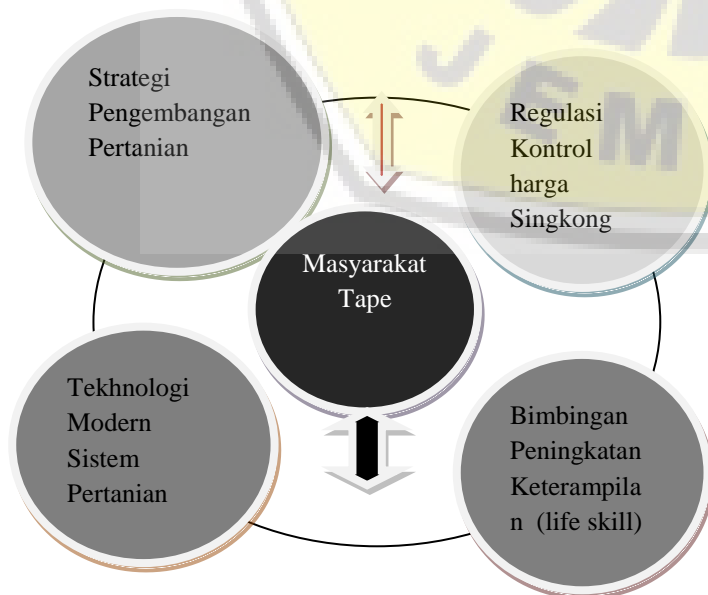 Strategi
Pengembangan
Pertanian
Regulasi
Kontrol
harga
Singkong
Masyarakat
Tape
Tekhnologi
Modern
Sistem
Pertanian
Bimbingan
Peningkatan
Keterampila
n (life skill)
J E M